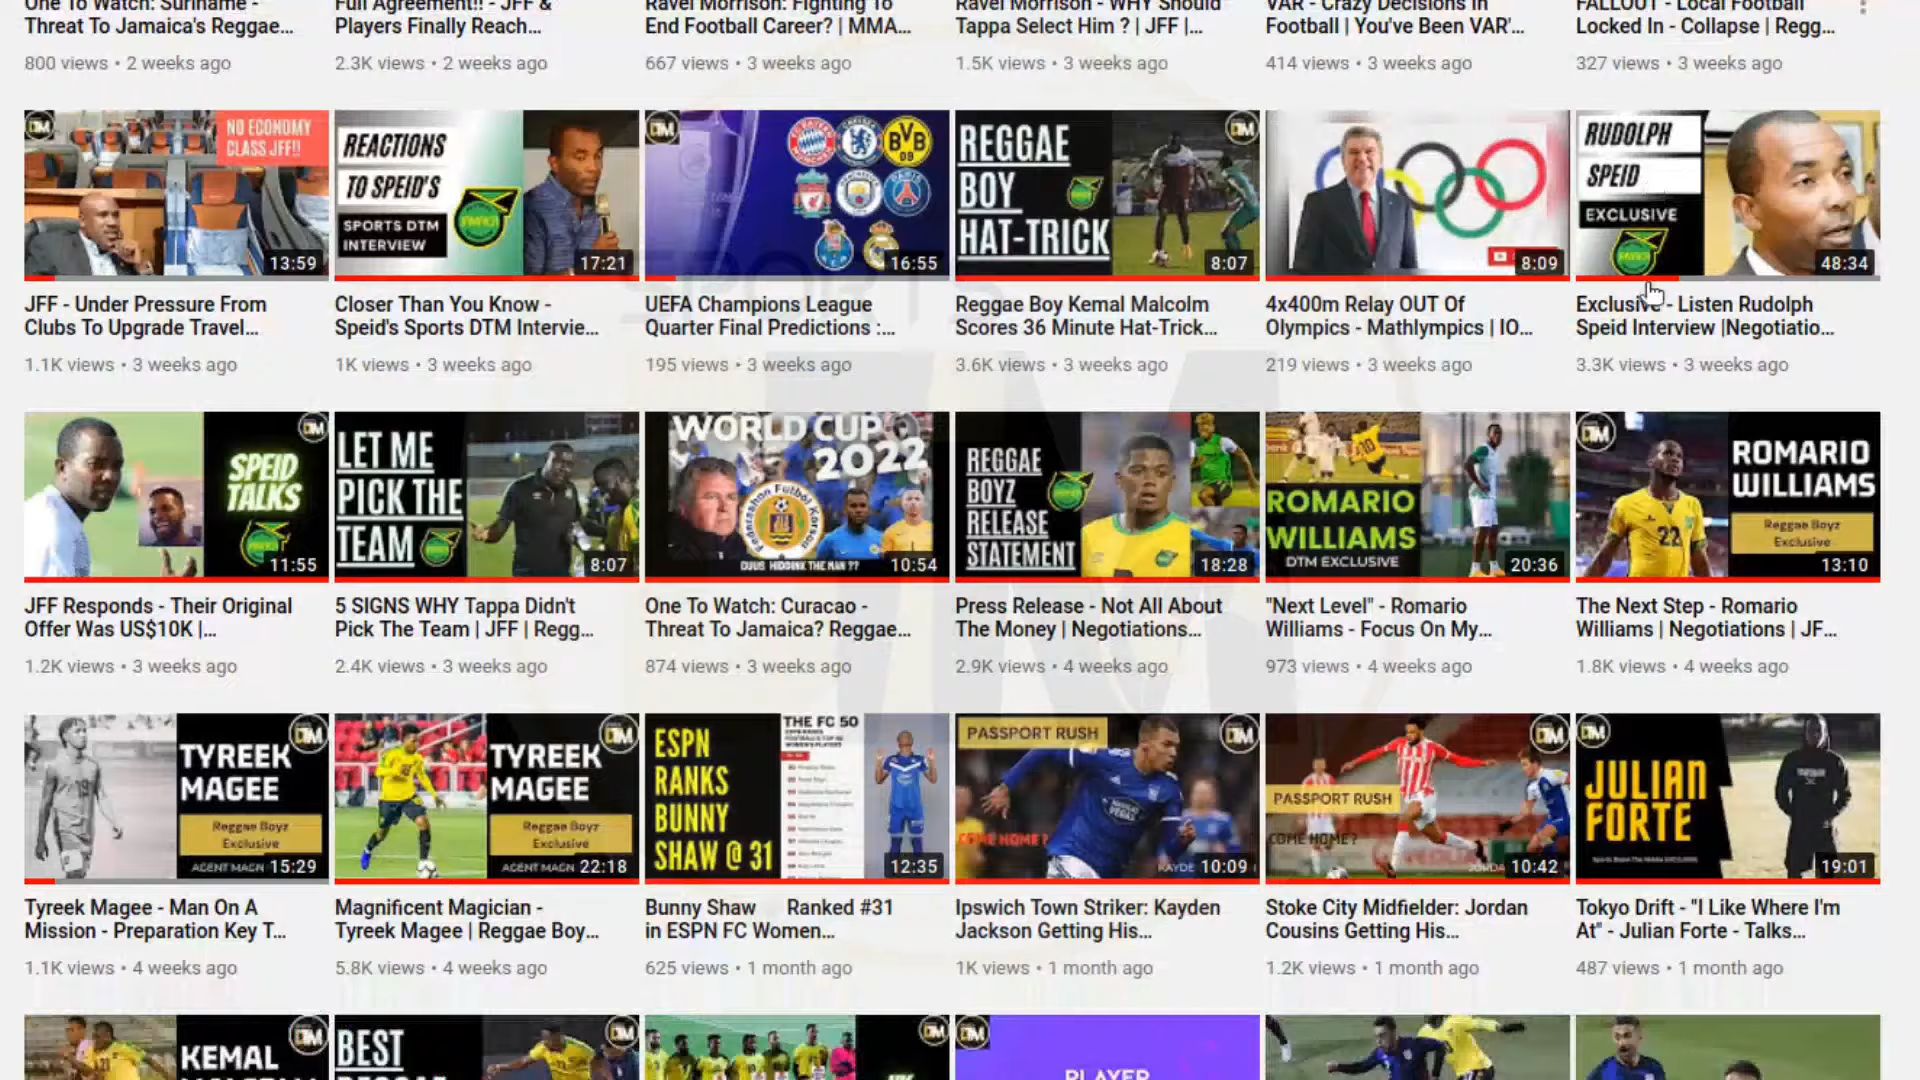 One To Watch: Suriname -
Threat To Jamaica's Reggae...
800 views • 2 weeks ago
Full Agreement!! - JFF &
Players Finally Reach...
2.3K views • 2 weeks ago
Ravel Morrison: Fighting To
End Football Career? | MMA...
667 views • 3 weeks ago
Ravel Morrison - WHY Should
Tappa Select Him ? | JFF |...
1.5K views • 3 weeks ago
VAR - Crazy Decisions In
Football | You've Been VAR'...
414 views • 3 weeks ago
FALLOUT - Local Football
Locked In - Collapse | Regg...
327 views • 3 weeks ago
NO ECONOMY
CLASS JFF!!
13:59
JFF - Under Pressure From
Clubs To Upgrade Travel...
1.1K views • 3 weeks ago
REACTIONS
TO SPEID'S
SPORTS DTM
INTERVIEW
17:21
Closer Than You Know -
Speid's Sports DTM Intervie...
1K views • 3 weeks ago
BVB
09
16:55
UEFA Champions League
Quarter Final Predictions :...
195 views • 3 weeks ago
REGGAE
BOY
HAT-TRICK
8:07
Reggae Boy Kemal Malcolm
Scores 36 Minute Hat-Trick...
3.6K views • 3 weeks ago
8:09
4x400m Relay OUT Of
Olympics - Mathlympics | IO...
219 views • 3 weeks ago
RUDOLPH
SPEID
EXCLUSIVE
48:34
Exclusive - Listen Rudolph
Speid Interview |Negotiatio...
3.3K views • 3 weeks ago
SPEID
TALKS
11:55
JFF Responds - Their Original
Offer Was US$10K |...
1.2K views • 3 weeks ago
LET ME
PICK THE
TEAM
8:07
5 SIGNS WHY Tappa Didn't
Pick The Team | JFF | Regg...
2.4K views • 3 weeks ago
WORLD CUP
2022
GUUS HIDDINK THE MAN ??
10:54
One To Watch: Curacao -
Threat To Jamaica? Reggae...
874 views • 3 weeks ago
REGGAE
BOYZ
RELEASE
STATEMENT
18:28
Press Release - Not All About
The Money | Negotiations...
2.9K views • 4 weeks ago
ROMARIO
WILLIAMS
DTM EXCLUSIVE
20:36
"Next Level" - Romario
Williams - Focus On My...
973 views • 4 weeks ago
22
ROMARIO
WILLIAMS
Reggae Boyz
Exclusive
13:10
The Next Step - Romario
Williams | Negotiations | JF...
1.8K views • 4 weeks ago
TYREEK
MAGEE
Reggae Boyz
Exclusive
AGENT MAGN
15:29
Tyreek Magee - Man On A
Mission - Preparation Key T...
1.1K views • 4 weeks ago
TYREEK
MAGEE
Reggae Boyz
Exclusive
AGENT MAGN
22:18
Magnificent Magician -
Tyreek Magee | Reggae Boy...
5.8K views • 4 weeks ago
ESPN
RANKS
BUNNY
SHAW @ 31
THE FC 50
12:35
Bunny Shaw Ranked #31
in ESPN FC Women...
625 views • 1 month ago
PASSPORT RUSH
COME HOME?
KAYDE
10:09
Ipswich Town Striker: Kayden
Jackson Getting His...
1K views • 1 month ago
PASSPORT RUSH
COME HOME?
JORDA
10:42
Stoke City Midfielder: Jordan
Cousins Getting His...
1.2K views • 1 month ago
JULIAN
FORTE
19:01
Tokyo Drift - "I Like Where I'm
At" - Julian Forte - Talks...
487 views • 1 month ago
KEMAL
MALCOLM
BEST
REGGAE
PLAYER